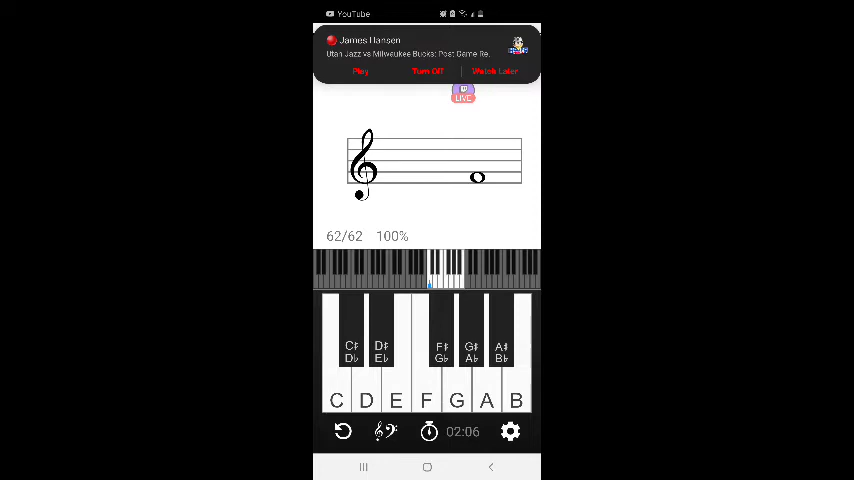 YouTube
James Hansen
Utah Jazz vs Milwaukee Bucks: Post Game Re.
Play Turn Off Watch Later
LIVE
62/62 100%
C♯ D♯ F♯ G♯ A♯
D♭ E♭ G♭ A♭ B♭
C D E F G A B
02:06